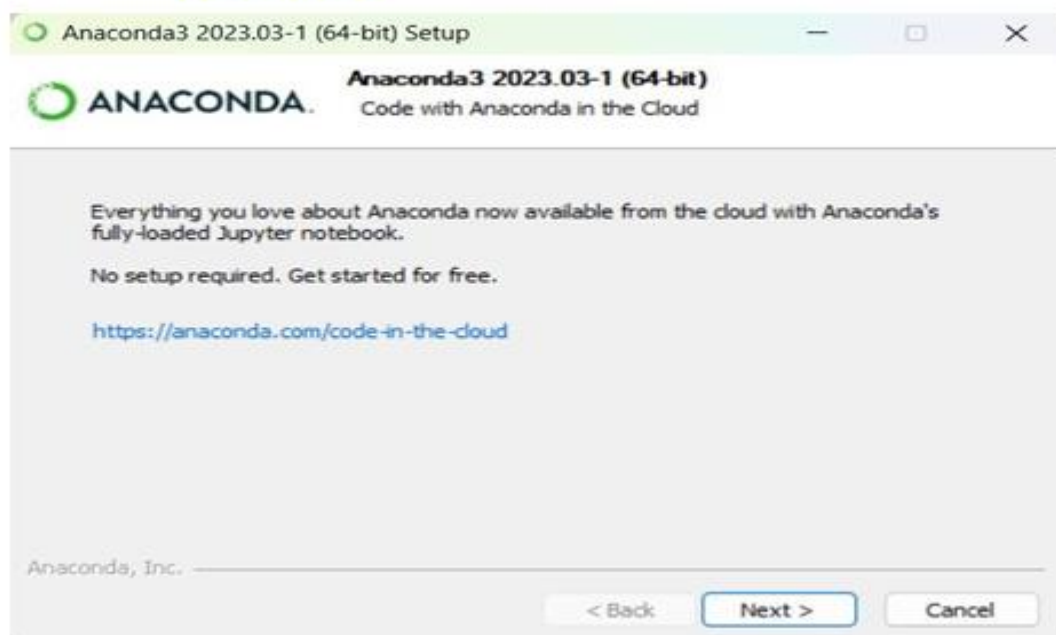 Anaconda3 2023.03-1 (64-bit) Setup
ANACONDA.
Anaconda3 2023.03-1 (64-bit)
Code with Anaconda in the Cloud
Everything you love about Anaconda now available from the cloud with Anaconda's
fully-loaded Jupyter notebook.
No setup required. Get started for free.
https://anaconda.com/code-in-the-cloud
Anaconda, Inc.
< Back
Next >
Cancel